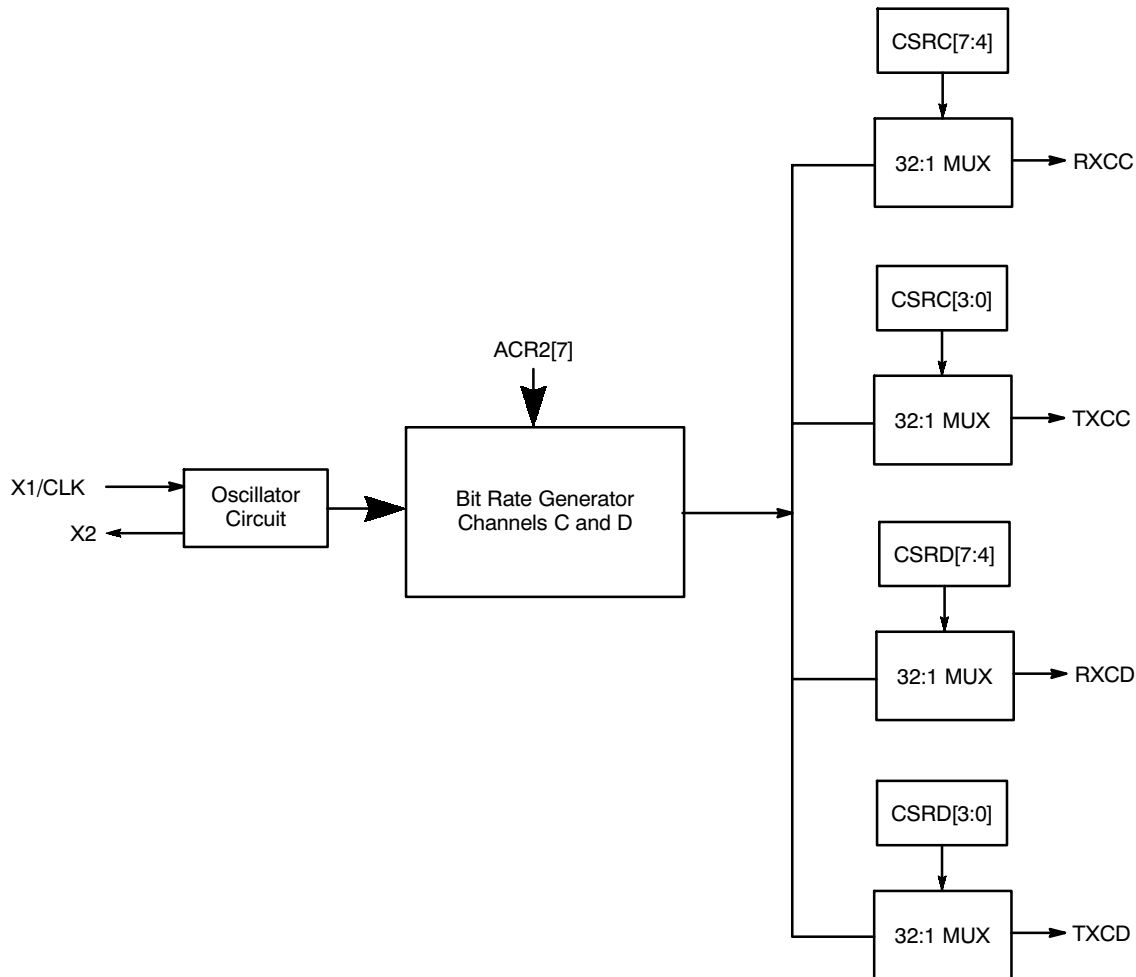 CSRC[7:4]
32:1 MUX
RXCC
CSRC[3:0]
32:1 MUX
TXCC
ACR2[7]
X1/CLK
X2
Oscillator
Circuit
Bit Rate Generator
Channels C and D
CSRD[7:4]
32:1 MUX
RXCD
CSRD[3:0]
32:1 MUX
TXCD